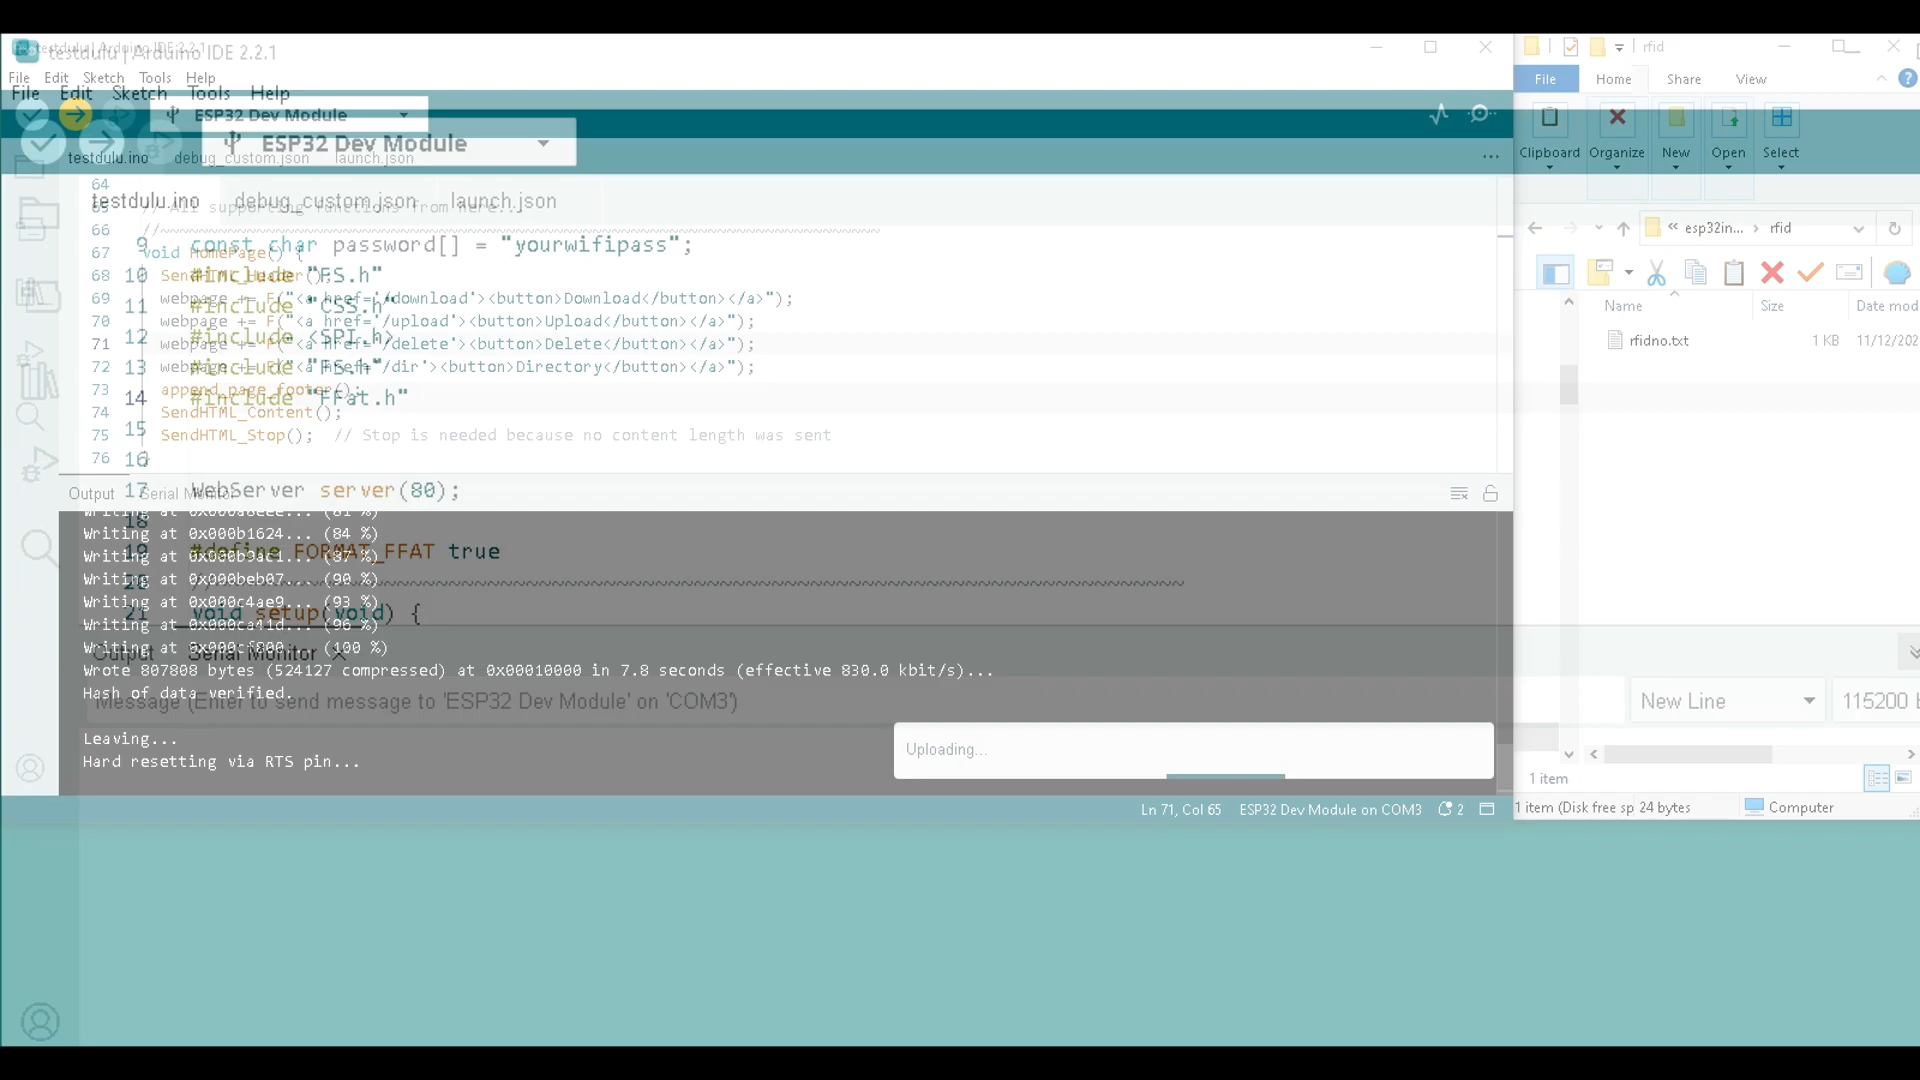 testdulu | Arduino IDE 2.2.1
testdulu | Arduino IDE 2.2.1
File Edit Sketch Tools Help
File Edit Sketch Tools Help
ESP32 Dev Module
ESP32 Dev Module
testdulu.ino debug_custom.json launch.json
testdulu.ino debug_custom.json launch.json
64
65 // All supporting functions from here...
66 //~~~~~~~~~~~~~~~~~~~~~~~~~~~~~~~~~~~~~~~~~~~~~~~~~~~~~~~~~~~~~~~~~~~~~~~~~~~
67 void HomePage() {
68 SendHTML_Header();
69 webpage += F("<a href='/download'><button>Download</button></a>");
70 webpage += F("<a href='/upload'><button>Upload</button></a>");
71 webpage += F("<a href='/delete'><button>Delete</button></a>");
72 webpage += F("<a href='/dir'><button>Directory</button></a>");
73 append_page_footer();
74 SendHTML_Content();
75 SendHTML_Stop(); // Stop is needed because no content length was sent
76 }
9 const char password[] = "yourwifipass";
10 #include "FS.h"
11 #include "CSS.h"
12 #include <SPI.h>
13 #include "FS.h"
14 #include "FFat.h"
15
16
17 WebServer server(80);
18
19 #define FORMAT_FFAT true
20 //~~~~~~~~~~~~~~~~~~~~~~~~~~~~~~~~~~~~~~~~~~~~~~~~~~~~~~~~~~~~~~~~~~~~~~~~~~~
21 void setup(void) {
Output Serial Monitor
Writing at 0x000b1624... (84 %)
Writing at 0x000b9ac1... (87 %)
Writing at 0x000beb07... (90 %)
Writing at 0x000c4ae9... (93 %)
Writing at 0x000ca41d... (96 %)
Writing at 0x000cf800... (100 %)
Wrote 807808 bytes (524127 compressed) at 0x00010000 in 7.8 seconds (effective 830.0 kbit/s)...
Hash of data verified.
Leaving...
Hard resetting via RTS pin...
Output Serial Monitor ×
Message (Enter to send message to 'ESP32 Dev Module' on 'COM3')
New Line
115200
Uploading...
Ln 71, Col 65 ESP32 Dev Module on COM3 2
rfid
File Home Share View
Clipboard Organize New Open Select
« esp32in... › rfid
Name Size Date mod
rfidno.txt 1 KB 11/12/202
1 item
1 item (Disk free sp 24 bytes Computer